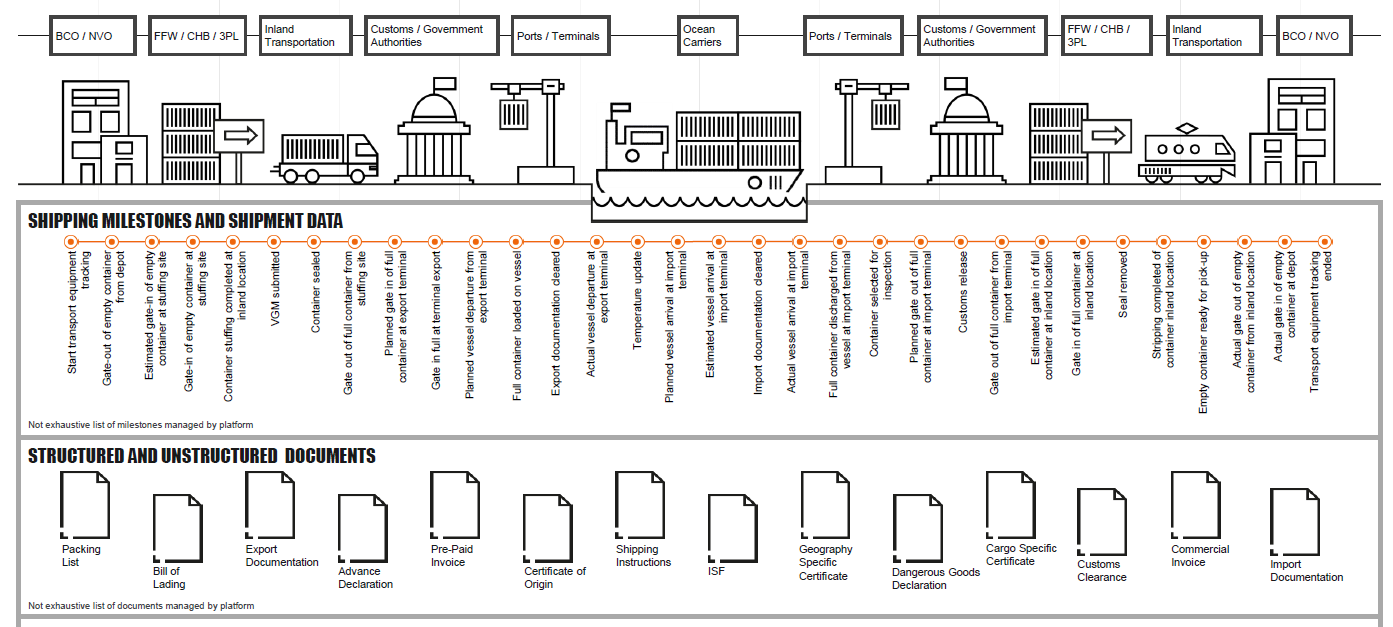 BCO / NVO
FFW / CHB / 3PL
Inland
Transportation
Customs / Government
Authorities
Ports / Terminals
Ocean
Carriers
Ports / Terminals
Customs / Government
Authorities
FFW / CHB /
3PL
Inland
Transportation
BCO / NVO
SHIPPING MILESTONES AND SHIPMENT DATA
Start transport equipment
tracking
Gate-out of empty container
from depot
Estimated gate-in of empty
container at stuffing site
Gate-in of empty container at
stuffing site
Container stuffing completed at
inland location
VGM submitted
Container sealed
Gate out of full container from
stuffing site
Planned gate in of full
container at export terminal
Gate in full at terminal export
Planned vessel departure from
export terminal
Full container loaded on vessel
Export documentation cleared
Actual vessel departure at
export terminal
Temperature update
Planned vessel arrival at import
terminal
Estimated vessel arrival at
import terminal
Import documentation cleared
Actual vessel arrival at import
terminal
Full container discharged from
vessel at import terminal
Container selected for
inspection
Planned gate out of full
container at import terminal
Customs release
Gate out of full container from
import terminal
Estimated gate in of full
container at inland location
Gate in of full container at
inland location
Seal removed
Stripping completed of
container inland location
Empty container ready for pick-up
Actual gate out of empty
container from inland location
Actual gate in of empty
container at depot
Transport equipment tracking
ended
Not exhaustive list of milestones managed by platform
STRUCTURED AND UNSTRUCTURED DOCUMENTS
Packing
List
Bill of
Lading
Export
Documentation
Advance
Declaration
Pre-Paid
Invoice
Certificate of
Origin
Shipping
Instructions
ISF
Geography
Specific
Certificate
Dangerous Goods
Declaration
Cargo Specific
Certificate
Customs
Clearance
Commercial
Invoice
Import
Documentation
Not exhaustive list of documents managed by platform